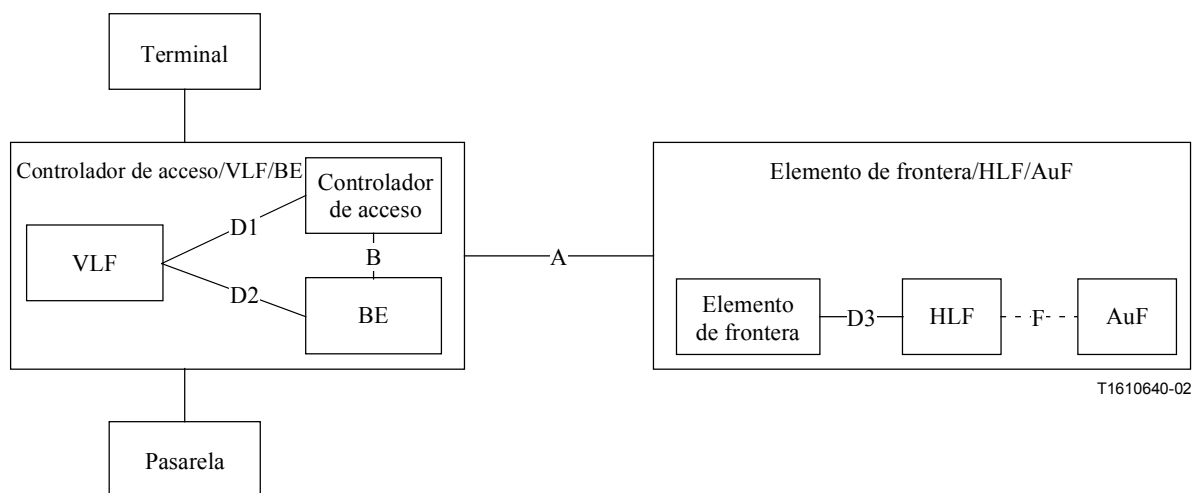 Terminal
Controlador de acceso/VLF/BE
Controlador
de acceso
D1
VLF
B
D2
BE
A
Elemento de frontera/HLF/AuF
Elemento
de frontera
D3
HLF
F
AuF
T1610640-02
Pasarela